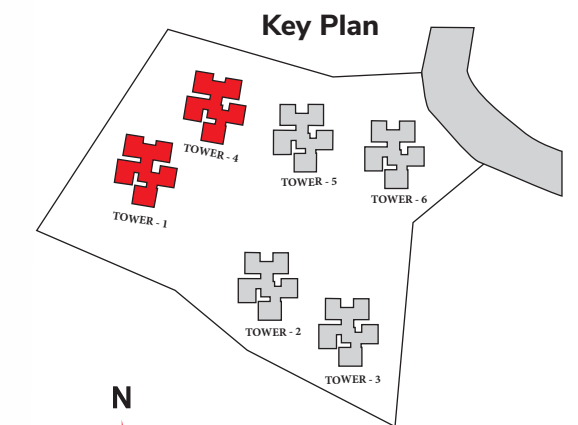 Key Plan
TOWER - 4
TOWER - 5
TOWER - 6
TOWER - 1
TOWER - 2
TOWER - 3
N